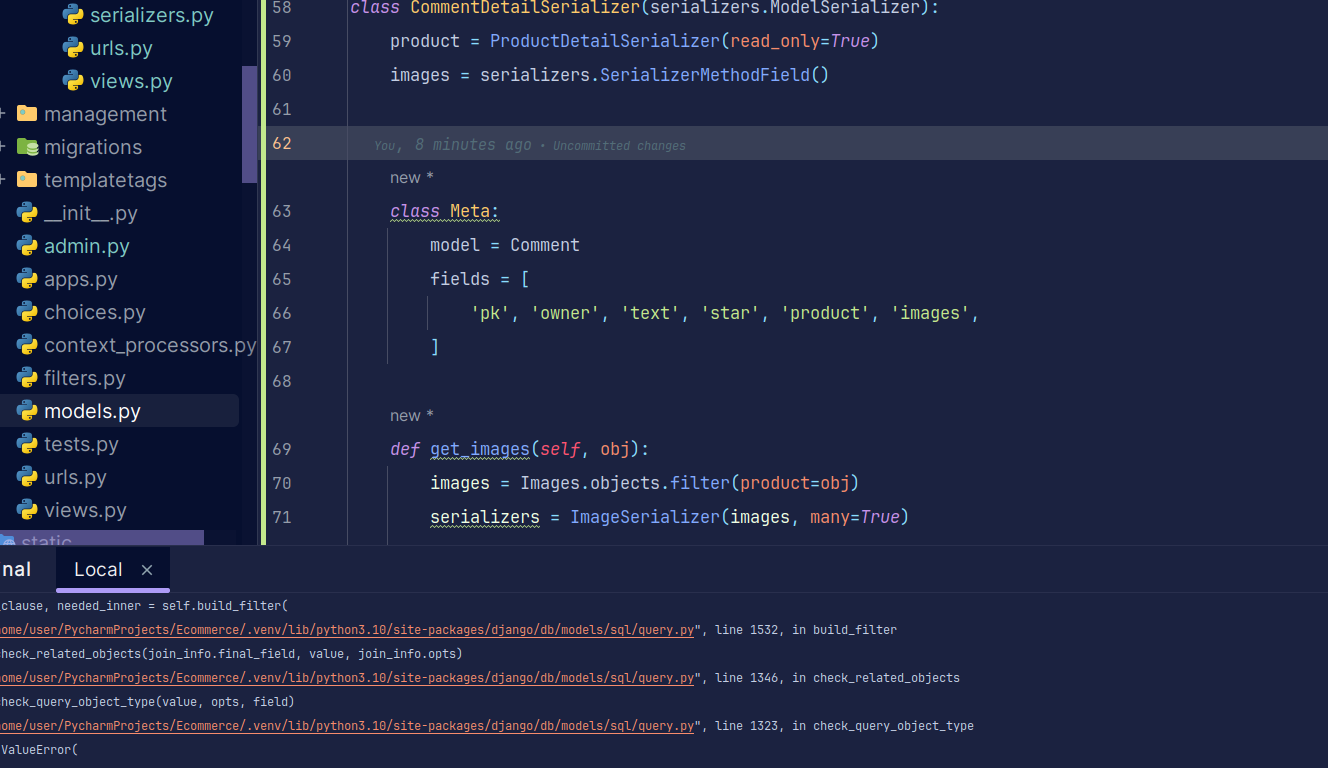 serializers.py
urls.py
views.py
management
migrations
templatetags
__init__.py
admin.py
apps.py
choices.py
context_processors.py
filters.py
models.py
tests.py
urls.py
views.py
static
58 class CommentDetailSerializer(serializers.ModelSerializer):
59 product = ProductDetailSerializer(read_only=True)
60 images = serializers.SerializerMethodField()
61
62 You, 8 minutes ago • Uncommitted changes
new *
63 class Meta:
64 model = Comment
65 fields = [
66 'pk', 'owner', 'text', 'star', 'product', 'images',
67 ]
68
new *
69 def get_images(self, obj):
70 images = Images.objects.filter(product=obj)
71 serializers = ImageSerializer(images, many=True)
nal Local ×
_clause, needed_inner = self.build_filter(
home/user/PycharmProjects/Ecommerce/.venv/lib/python3.10/site-packages/django/db/models/sql/query.py", line 1532, in build_filter
check_related_objects(join_info.final_field, value, join_info.opts)
home/user/PycharmProjects/Ecommerce/.venv/lib/python3.10/site-packages/django/db/models/sql/query.py", line 1346, in check_related_objects
check_query_object_type(value, opts, field)
home/user/PycharmProjects/Ecommerce/.venv/lib/python3.10/site-packages/django/db/models/sql/query.py", line 1323, in check_query_object_type
ValueError(